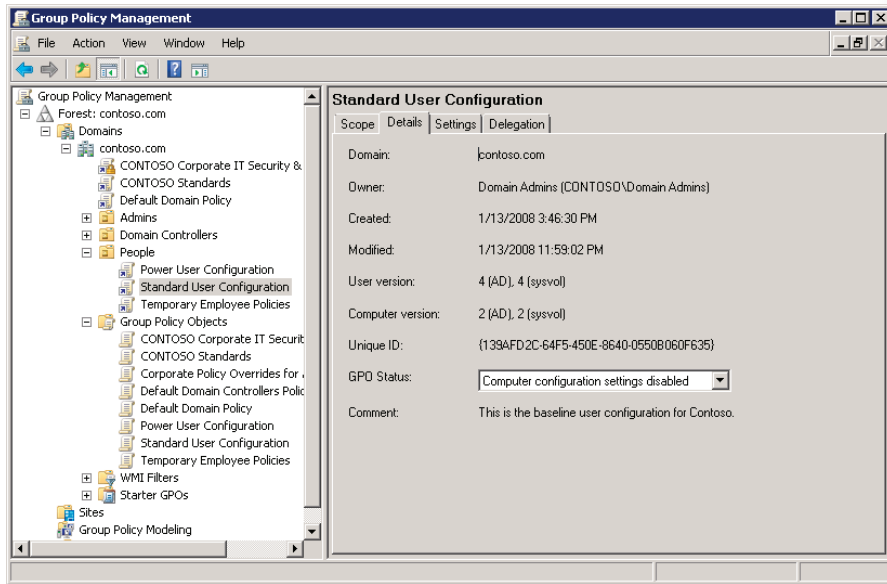 Group Policy Management
File Action View Window Help
Group Policy Management
Forest: contoso.com
Domains
contoso.com
CONTOSO Corporate IT Security &
CONTOSO Standards
Default Domain Policy
Admins
Domain Controllers
People
Power User Configuration
Standard User Configuration
Temporary Employee Policies
Group Policy Objects
CONTOSO Corporate IT Securit
CONTOSO Standards
Corporate Policy Overrides for
Default Domain Controllers Polic
Default Domain Policy
Power User Configuration
Standard User Configuration
Temporary Employee Policies
WMI Filters
Starter GPOs
Sites
Group Policy Modeling
Standard User Configuration
Scope Details Settings Delegation
Domain: contoso.com
Owner: Domain Admins (CONTOSO\Domain Admins)
Created: 1/13/2008 3:46:30 PM
Modified: 1/13/2008 11:59:02 PM
User version: 4 (AD), 4 (sysvol)
Computer version: 2 (AD), 2 (sysvol)
Unique ID: {139AFD2C-64F5-450E-8640-0550B060F635}
GPO Status: Computer configuration settings disabled
Comment: This is the baseline user configuration for Contoso.